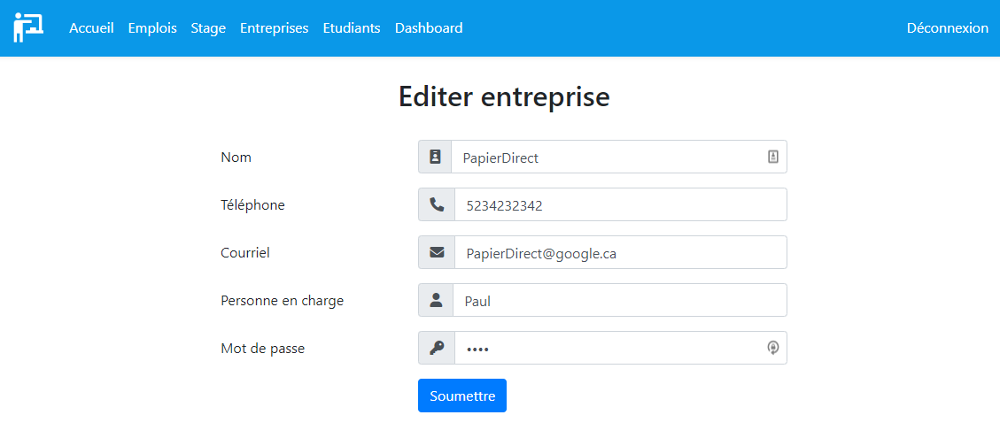 Accueil Emplois Stage Entreprises Etudiants Dashboard Déconnexion
Editer entreprise
Nom PapierDirect
Téléphone 5234232342
Courriel PapierDirect@google.ca
Personne en charge Paul
Mot de passe ••••
Soumettre